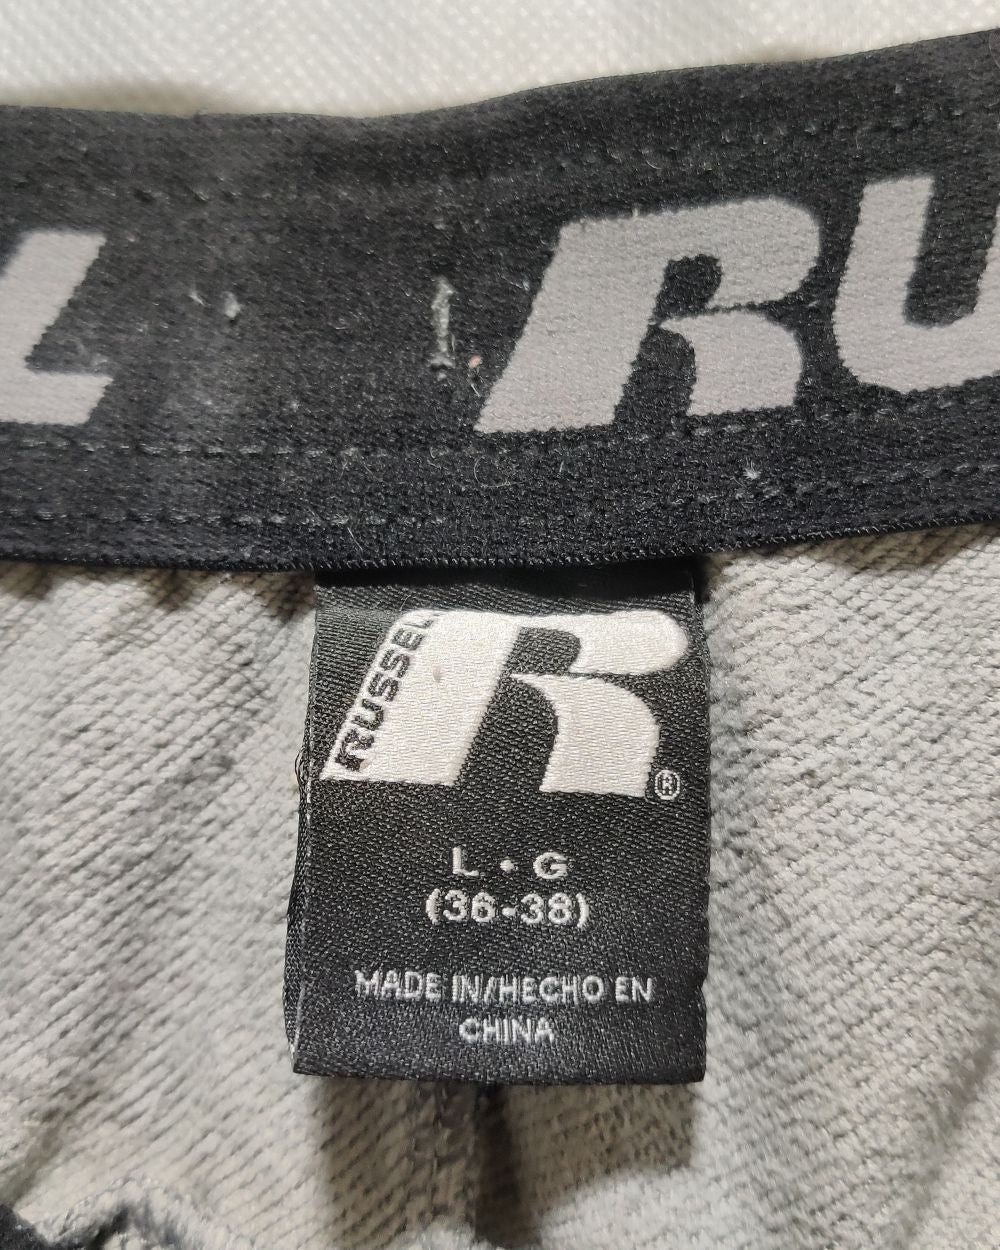 L RU
RUSSELL
R ®
L • G
(36-38)
MADE IN/HECHO EN
CHINA